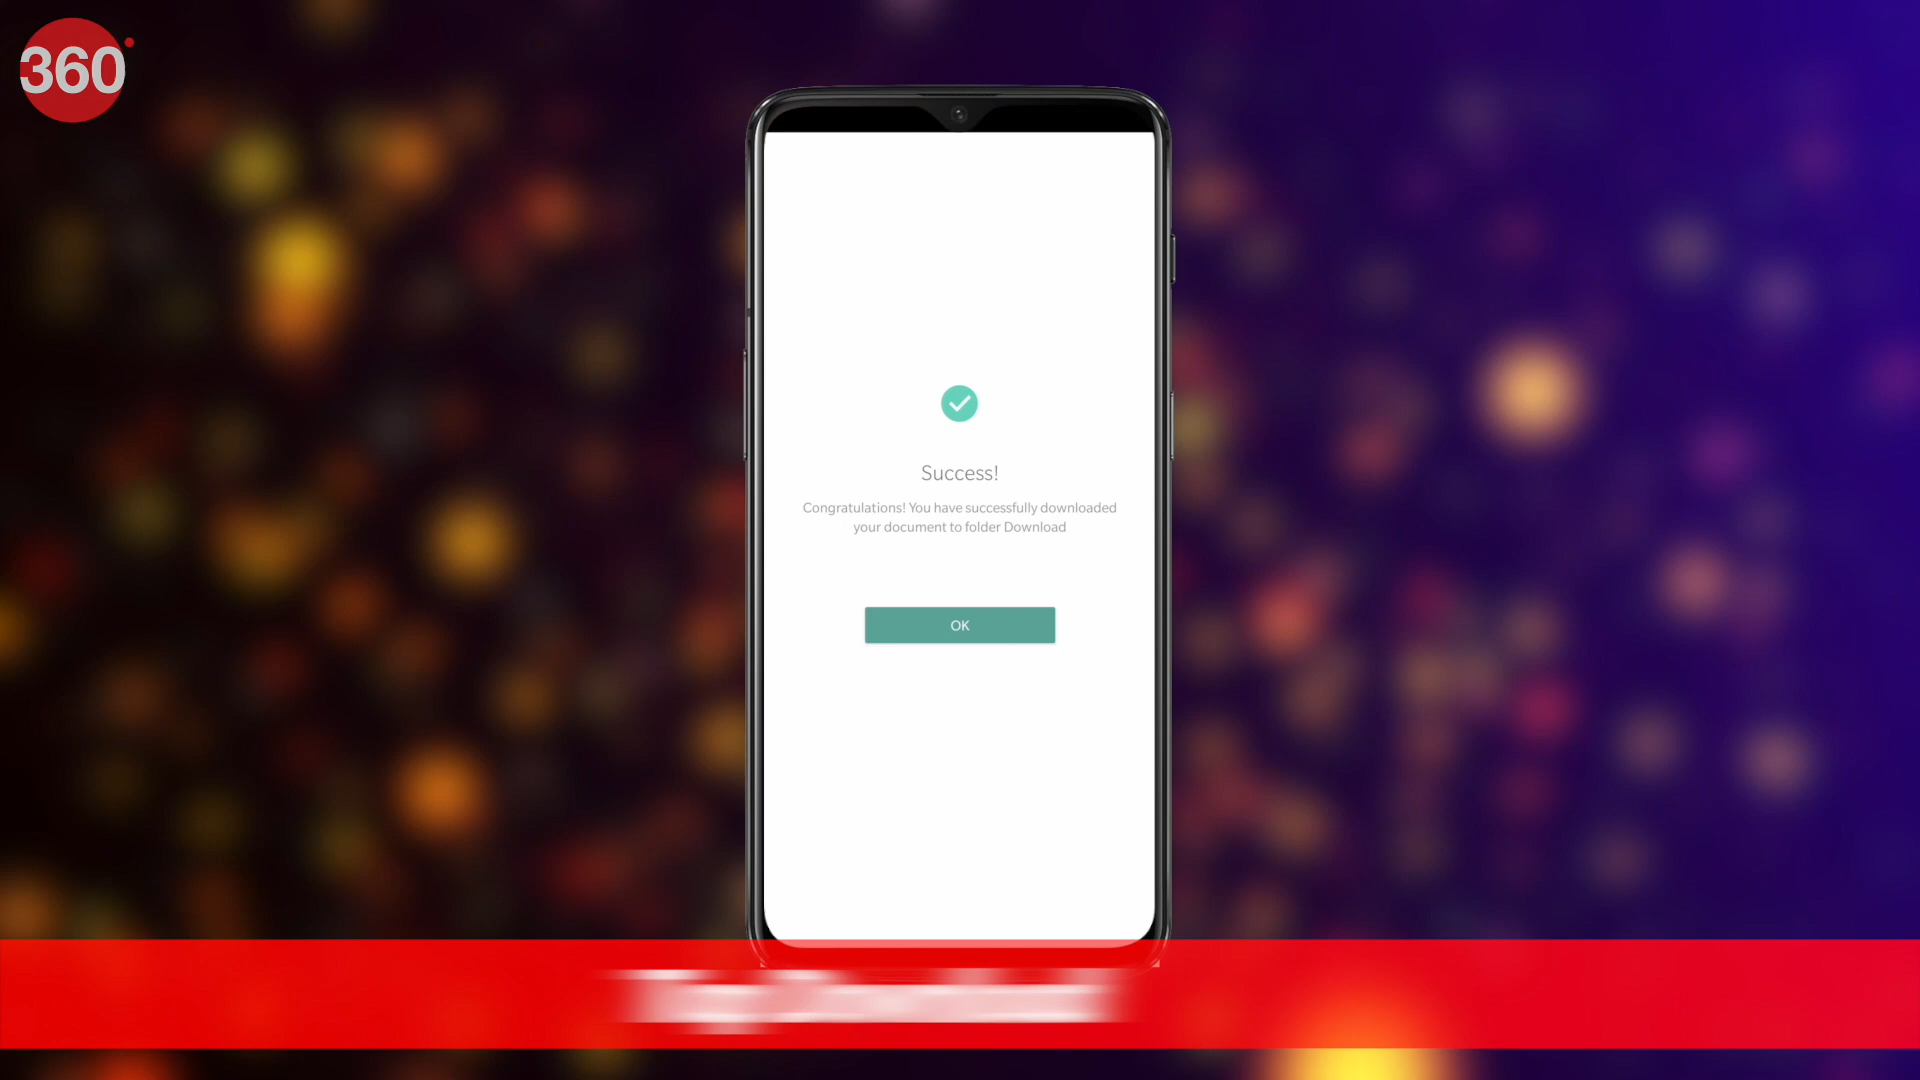 360
Success!
Congratulations! You have successfully downloaded
your document to folder Download
OK